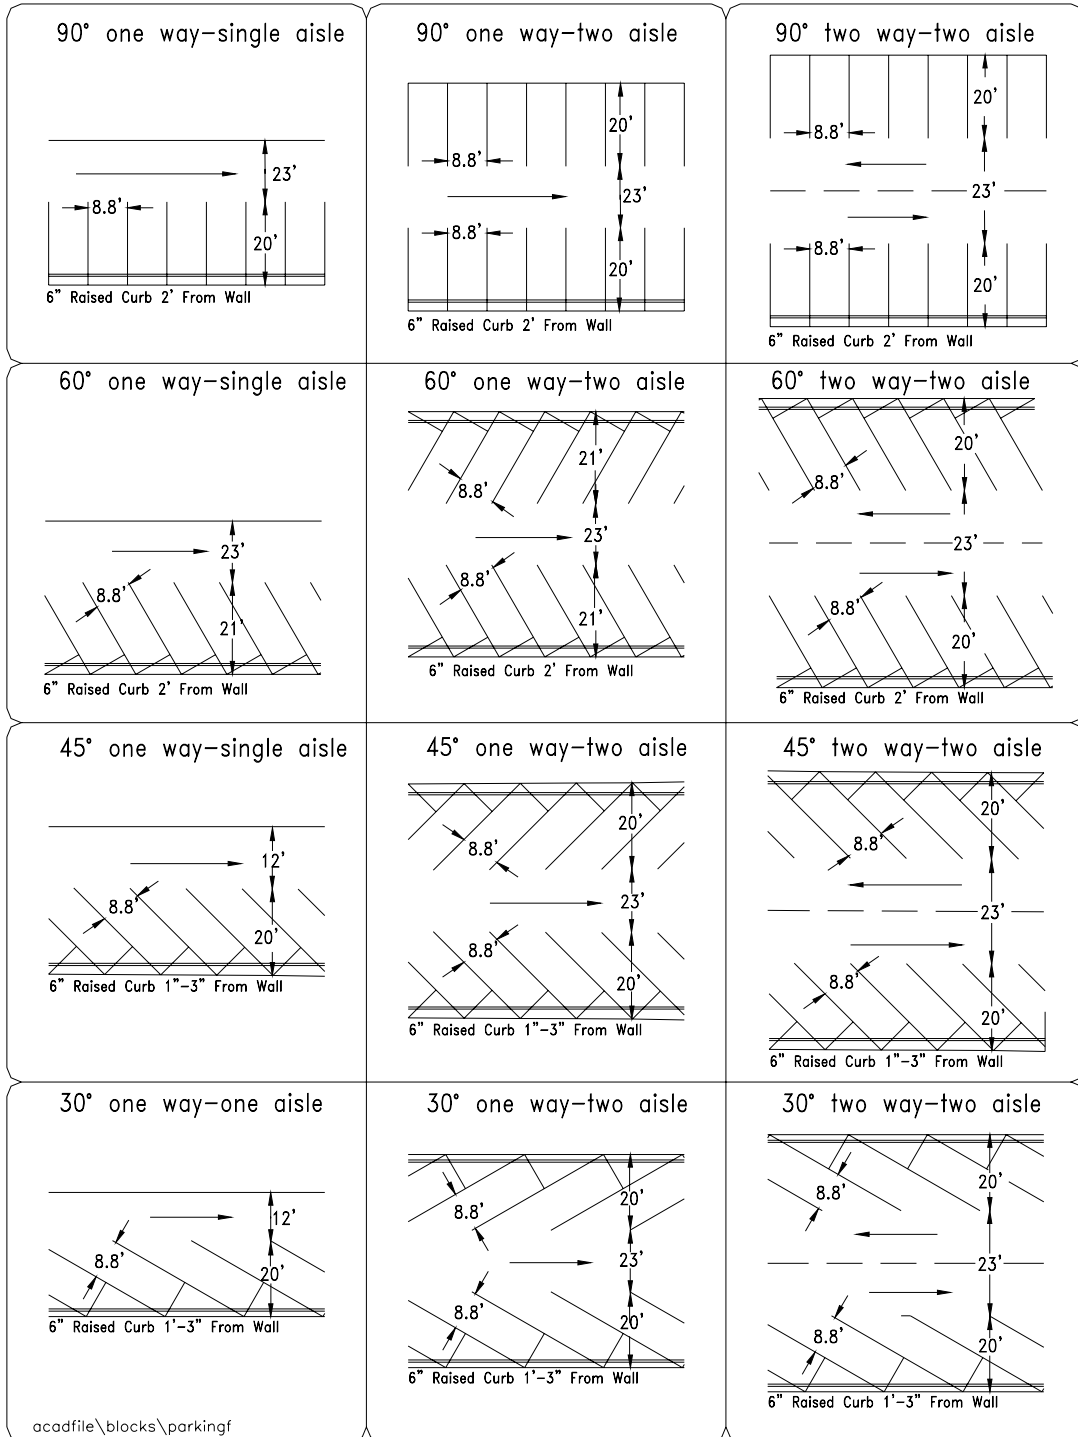 90° one way-single aisle
23'
8.8'
20'
6" Raised Curb 2' From Wall
90° one way-two aisle
20'
8.8'
23'
8.8'
20'
6" Raised Curb 2' From Wall
90° two way-two aisle
20'
8.8'
23'
8.8'
20'
6" Raised Curb 2' From Wall
60° one way-single aisle
23'
8.8'
21'
6" Raised Curb 2' From Wall
60° one way-two aisle
21'
8.8'
23'
8.8'
21'
6" Raised Curb 2' From Wall
60° two way-two aisle
20'
8.8'
23'
8.8'
20'
6" Raised Curb 2' From Wall
45° one way-single aisle
12'
8.8'
20'
6" Raised Curb 1"-3" From Wall
45° one way-two aisle
20'
8.8'
23'
8.8'
20'
6" Raised Curb 1"-3" From Wall
45° two way-two aisle
20'
8.8'
23'
8.8'
20'
6" Raised Curb 1"-3" From Wall
30° one way-one aisle
12'
8.8'
20'
6" Raised Curb 1'-3" From Wall
30° one way-two aisle
20'
8.8'
23'
8.8'
20'
6" Raised Curb 1'-3" From Wall
30° two way-two aisle
20'
8.8'
23'
8.8'
20'
6" Raised Curb 1'-3" From Wall
acadfile\blocks\parkingf